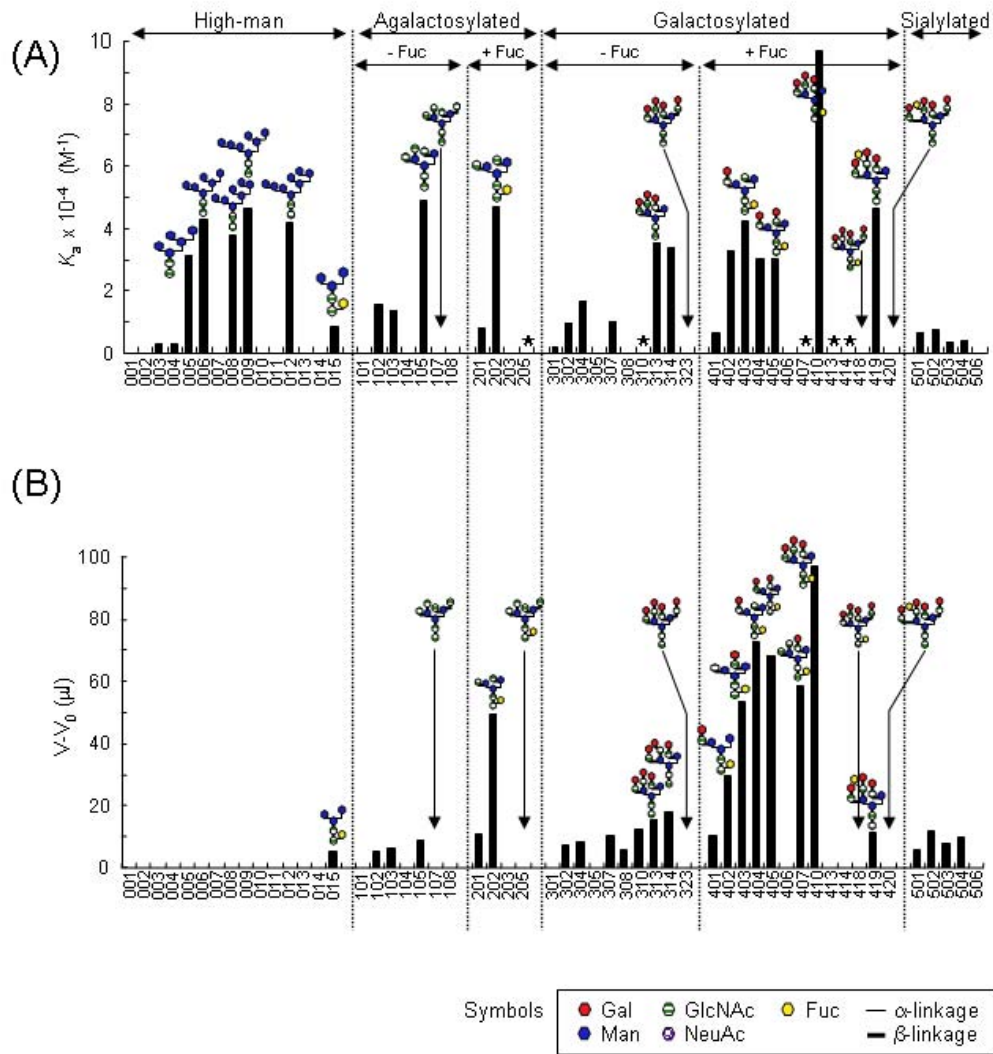 High-man Agalactosylated Galactosylated Sialylated
(A)
- Fuc + Fuc - Fuc + Fuc
10
8
6
4
2
0
Kₐ x 10⁻⁴ (M⁻¹)
★ ★ ★ ★ ★
001 002 003 004 005 006 007 008 009 010 011 012 013 014 015 101 102 103 104 105 107 108 201 202 203 205 301 302 304 305 307 308 310 313 314 323 401 402 403 404 405 406 407 410 413 414 418 419 420 501 502 503 504 506
(B)
100
80
60
40
20
0
V-V₀ (μl)
001 002 003 004 005 006 007 008 009 010 011 012 013 014 015 101 102 103 104 105 107 108 201 202 203 205 301 302 304 305 307 308 310 313 314 323 401 402 403 404 405 406 407 410 413 414 418 419 420 501 502 503 504 506
Symbols Gal GlcNAc Fuc α-linkage
Man NeuAc β-linkage